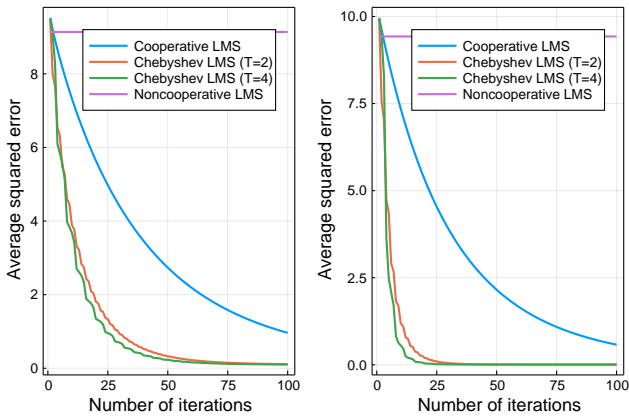 Average squared error
8
6
4
2
0
Cooperative LMS
Chebyshev LMS (T=2)
Chebyshev LMS (T=4)
Noncooperative LMS
0 25 50 75 100
Number of iterations
Average squared error
10.0
7.5
5.0
2.5
0.0
Cooperative LMS
Chebyshev LMS (T=2)
Chebyshev LMS (T=4)
Noncooperative LMS
0 25 50 75 100
Number of iterations